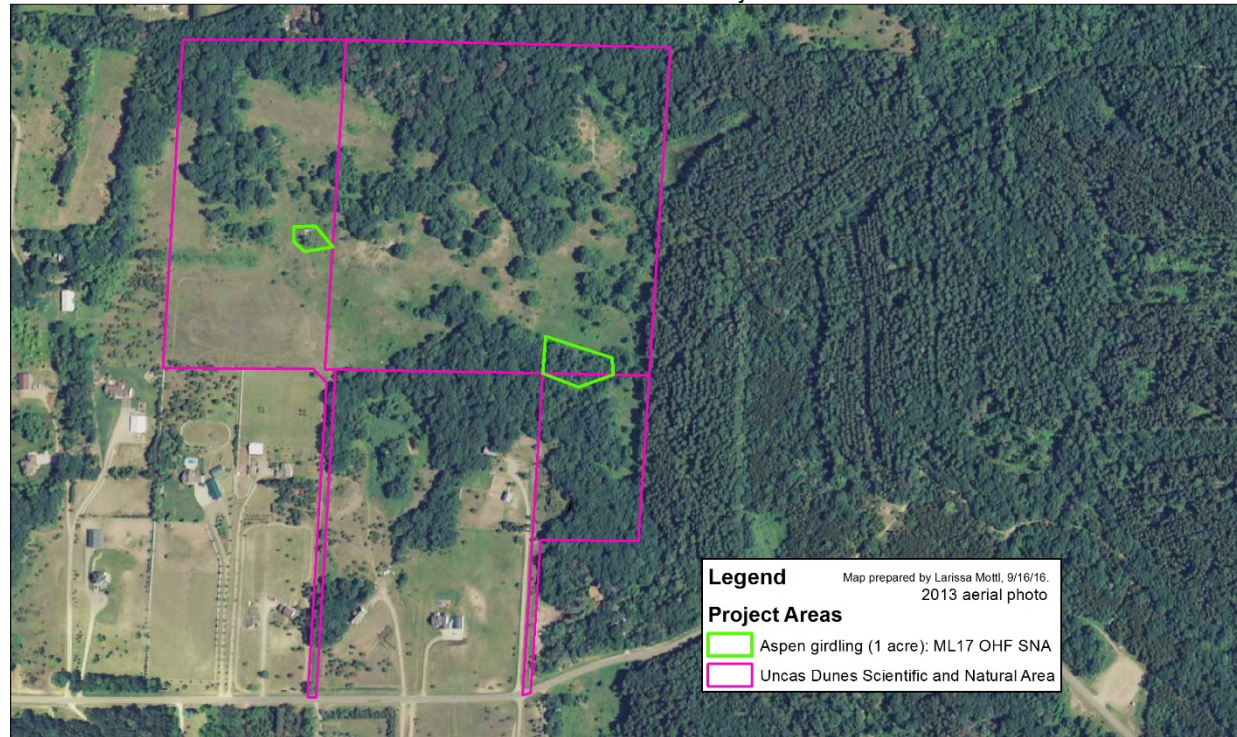 Legend
Map prepared by Larissa Mottl, 9/16/16.
2013 aerial photo
Project Areas
Aspen girdling (1 acre): ML17 OHF SNA
Uncas Dunes Scientific and Natural Area